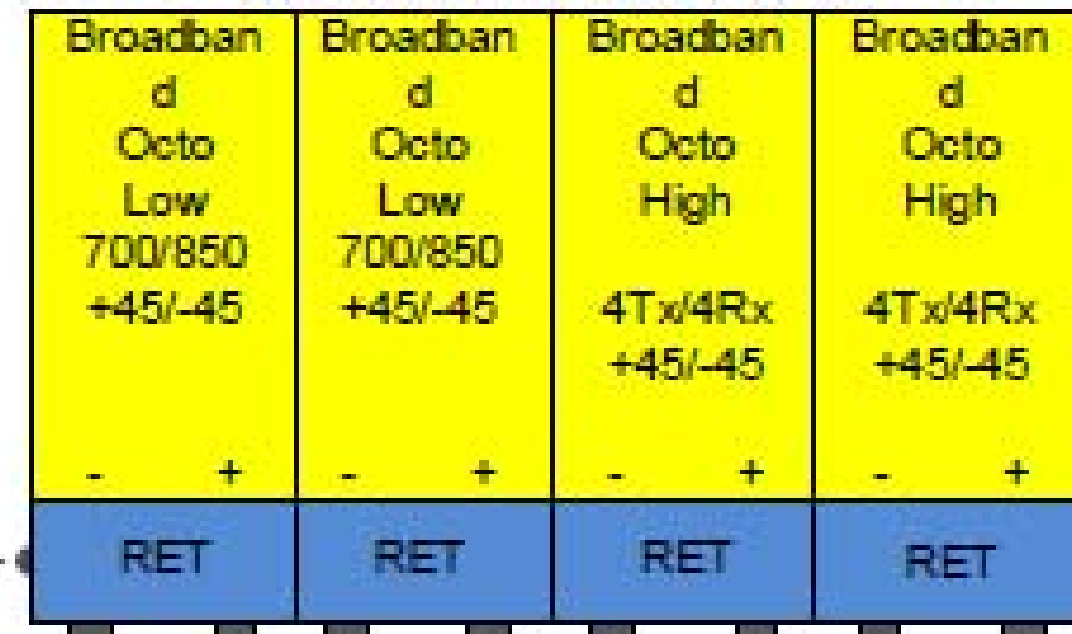 Broadban
d
Octo
Low
700/850
+45/-45
- +
RET
Broadban
d
Octo
Low
700/850
+45/-45
- +
RET
Broadban
d
Octo
High
4Tx/4Rx
+45/-45
- +
RET
Broadban
d
Octo
High
4Tx/4Rx
+45/-45
- +
RET